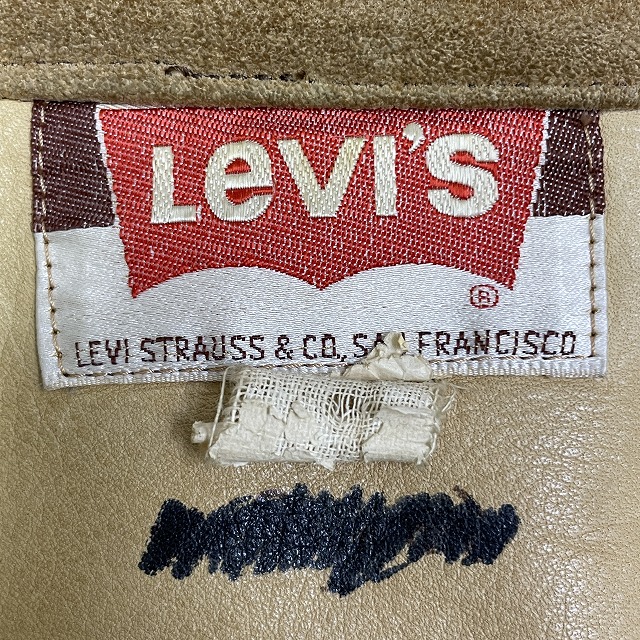 LeVI'S
®
LEVI STRAUSS & CO., SAN FRANCISCO